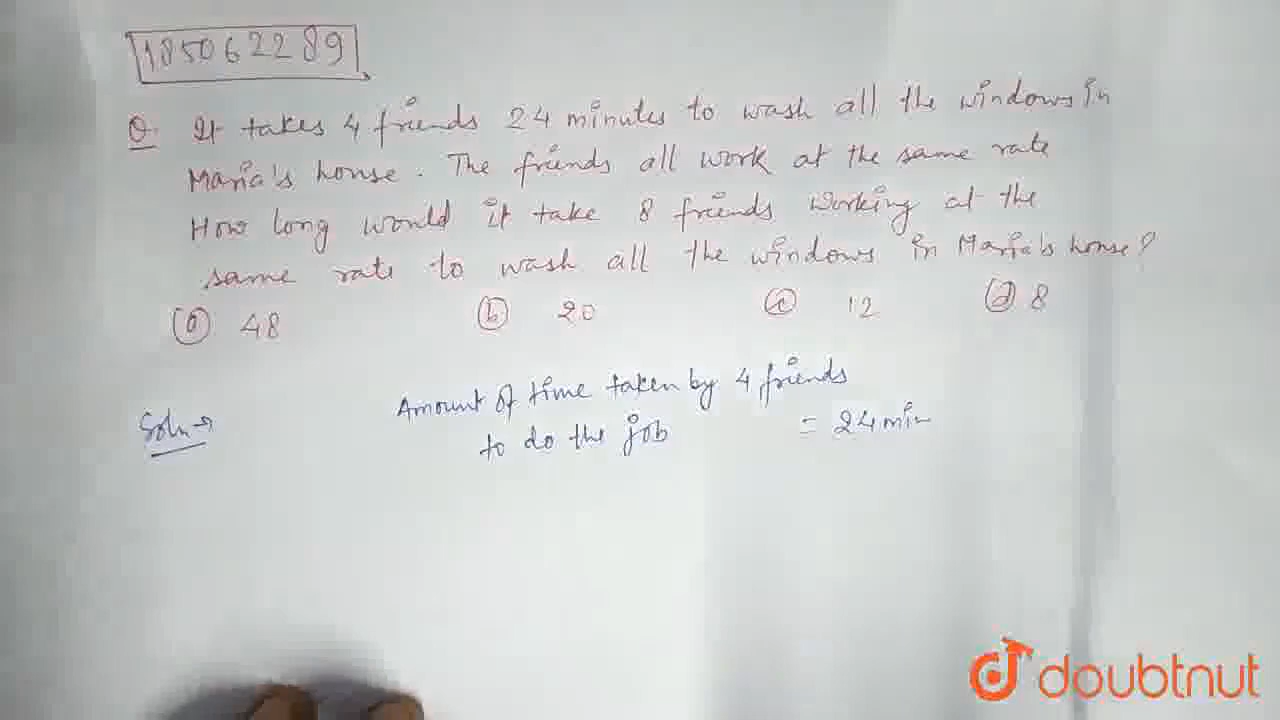 185062289
Q. It takes 4 friends 24 minutes to wash all the windows in
Maria's house. The friends all work at the same rate
How long would it take 8 friends working at the
same rate to wash all the windows in Maria's house?
(a) 48 (b) 20 (c) 12 (d) 8
Soln→ Amount of time taken by 4 friends
to do the job = 24 min
doubtnut